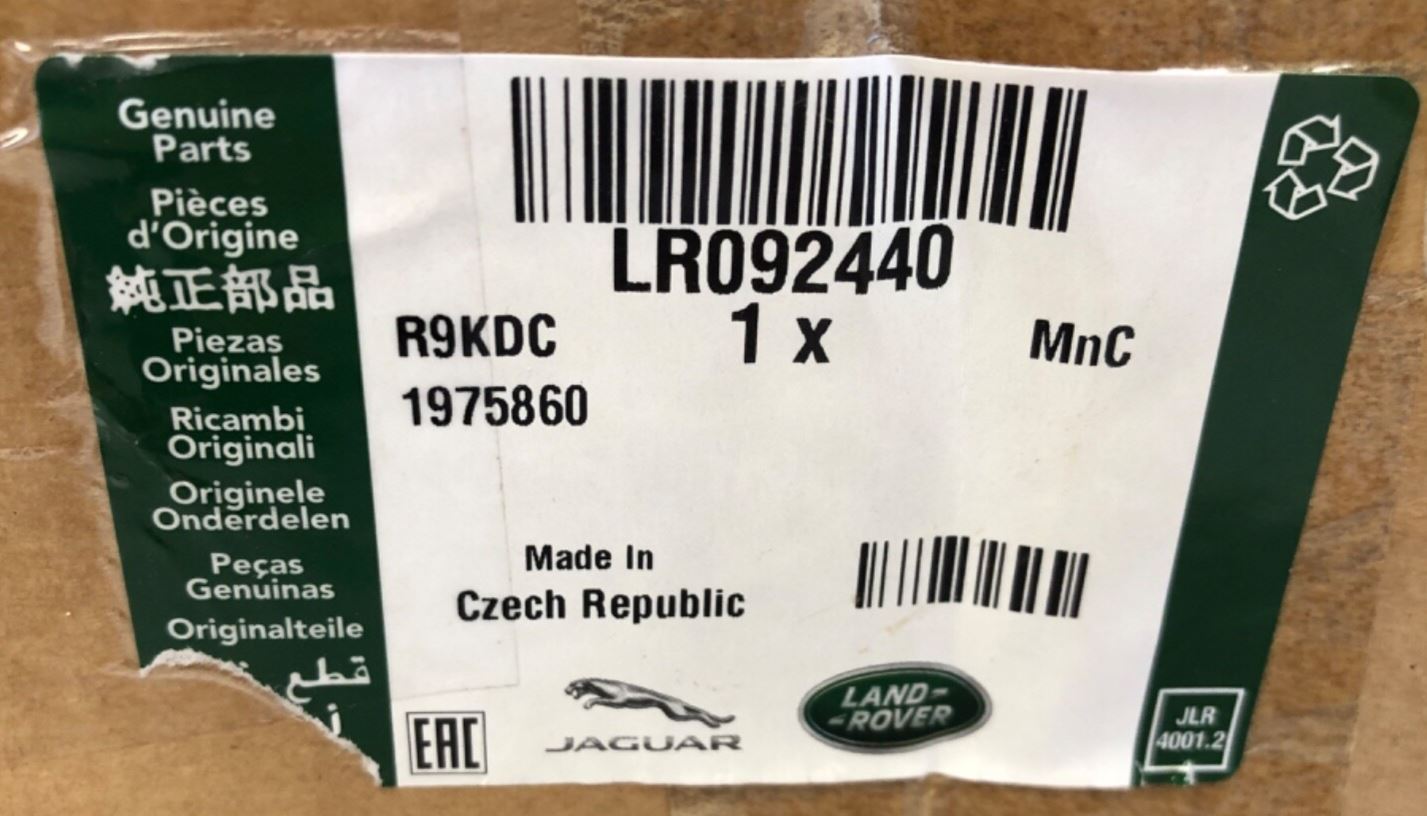 Genuine
Parts
Pièces
d'Origine
純正部品
Piezas
Originales
Ricambi
Originali
Originele
Onderdelen
Peças
Genuinas
Originalteile
قطع
LR092440
R9KDC
1 x
MnC
1975860
Made In
Czech Republic
EAC
JAGUAR
LAND-
-ROVER
JLR
4001.2